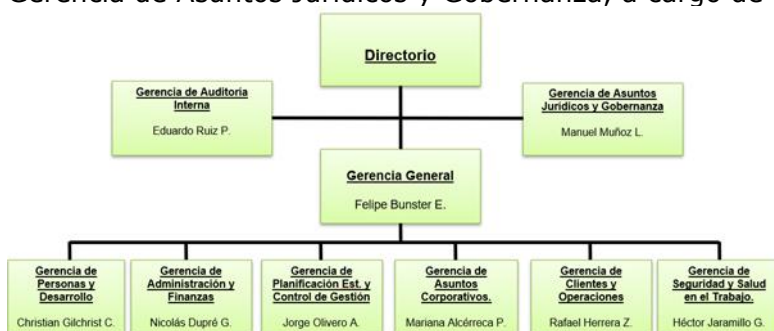 Gerencia de Asuntos Jurídicos y Gobernanza, a cargo de
Directorio
Gerencia de Auditoría
Interna
Eduardo Ruiz P.
Gerencia de Asuntos
Jurídicos y Gobernanza
Manuel Muñoz L.
Gerencia General
Felipe Bunster E.
Gerencia de
Personas y
Desarrollo
Christian Gilchrist C.
Gerencia de
Administración y
Finanzas
Nicolás Dupré G.
Gerencia de
Planificación Est. y
Control de Gestión
Jorge Olivero A.
Gerencia de
Asuntos
Corporativos.
Mariana Alcérreca P.
Gerencia de
Clientes y
Operaciones
Rafael Herrera Z.
Gerencia de
Seguridad y Salud
en el Trabajo.
Héctor Jaramillo G.